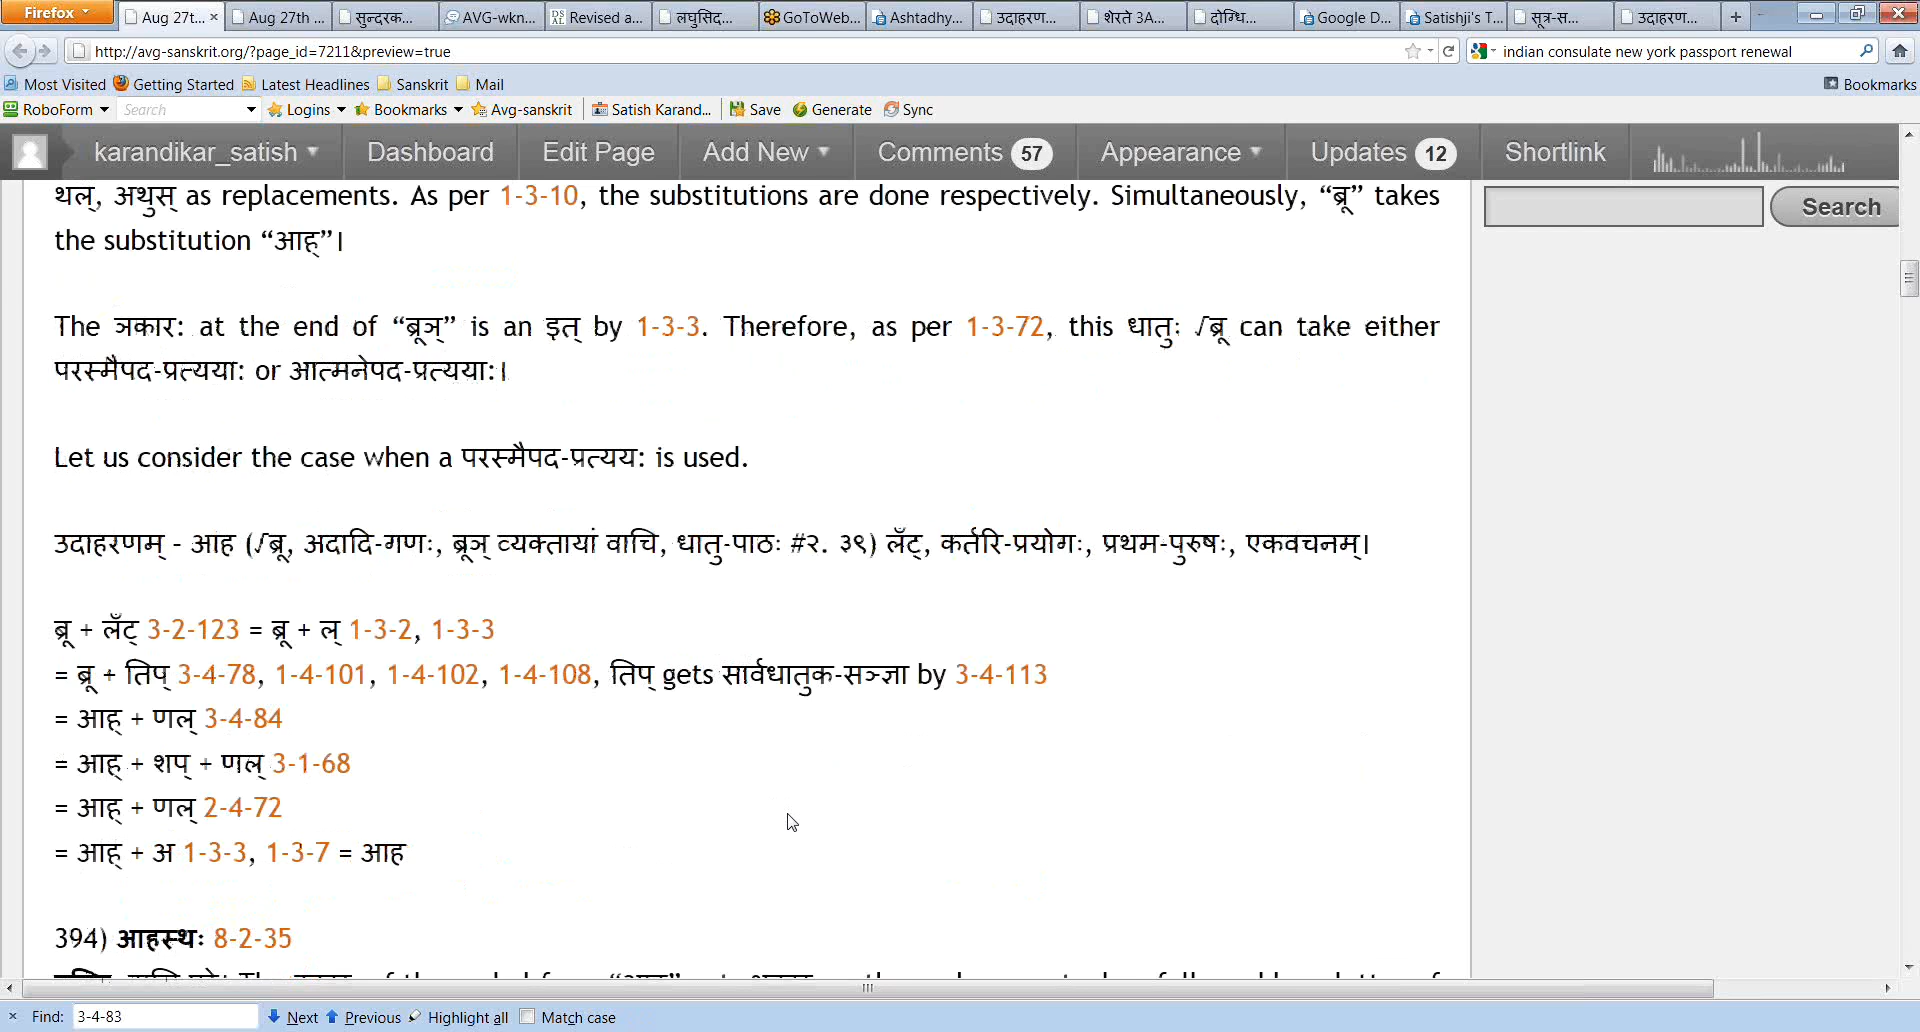 Firefox
Aug 27t... Aug 27th ... सुन्दरक... AVG-wkn... Revised a... लघुसिद्... GoToWeb... Ashtadhy... उदाहरण... शेरते 3A... दोग्धि... Google D... Satishji's T... सूत्र-स... उदाहरण...
http://avg-sanskrit.org/?page_id=7211&preview=true
indian consulate new york passport renewal
Most Visited Getting Started Latest Headlines Sanskrit Mail Bookmarks
RoboForm Search Logins Bookmarks Avg-sanskrit Satish Karand... Save Generate Sync
karandikar_satish Dashboard Edit Page Add New Comments 57 Appearance Updates 12 Shortlink
थल्, अथुस् as replacements. As per 1-3-10, the substitutions are done respectively. Simultaneously, “ब्रू” takes
Search
the substitution “आह्”।
The ञकार: at the end of “ब्रूञ्” is an इत् by 1-3-3. Therefore, as per 1-3-72, this धातुः √ब्रू can take either
परस्मैपद-प्रत्यया: or आत्मनेपद-प्रत्यया:।
Let us consider the case when a परस्मैपद-प्रत्यय: is used.
उदाहरणम् - आह (√ब्रू, अदादि-गणः, ब्रूञ् व्यक्तायां वाचि, धातु-पाठः #२. ३९) लँट्, कर्तरि-प्रयोगः, प्रथम-पुरुषः, एकवचनम्।
ब्रू + लँट् 3-2-123 = ब्रू + ल् 1-3-2, 1-3-3
= ब्रू + तिप् 3-4-78, 1-4-101, 1-4-102, 1-4-108, तिप् gets सार्वधातुक-सञ्ज्ञा by 3-4-113
= आह् + णल् 3-4-84
= आह् + शप् + णल् 3-1-68
= आह् + णल् 2-4-72
= आह् + अ 1-3-3, 1-3-7 = आह
394) आहस्थः 8-2-35
Find: 3-4-83 Next Previous Highlight all Match case